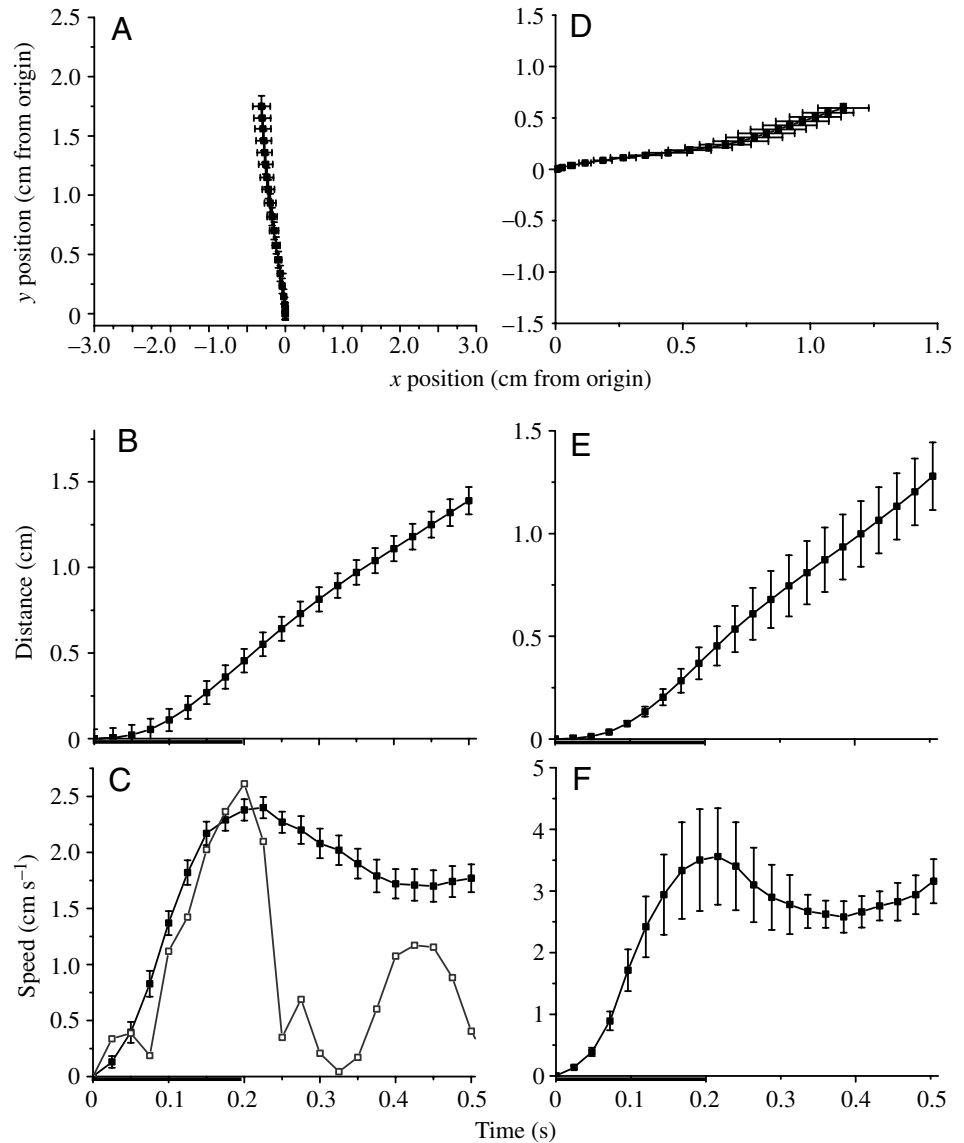 A
2.5
2.0
1.5
1.0
0.5
0
y position (cm from origin)
–3.0 –2.0 –1.0 0 1.0 2.0 3.0
D
1.5
1.0
0.5
0
–0.5
–1.0
–1.5
0 0.5 1.0 1.5
x position (cm from origin)
B
1.5
1.0
0.5
0
Distance (cm)
E
1.5
1.0
0.5
0
C
2.5
2.0
1.5
1.0
0.5
0
Speed (cm s–1)
0 0.1 0.2 0.3 0.4 0.5
F
5
4
3
2
1
0
0 0.1 0.2 0.3 0.4 0.5
Time (s)